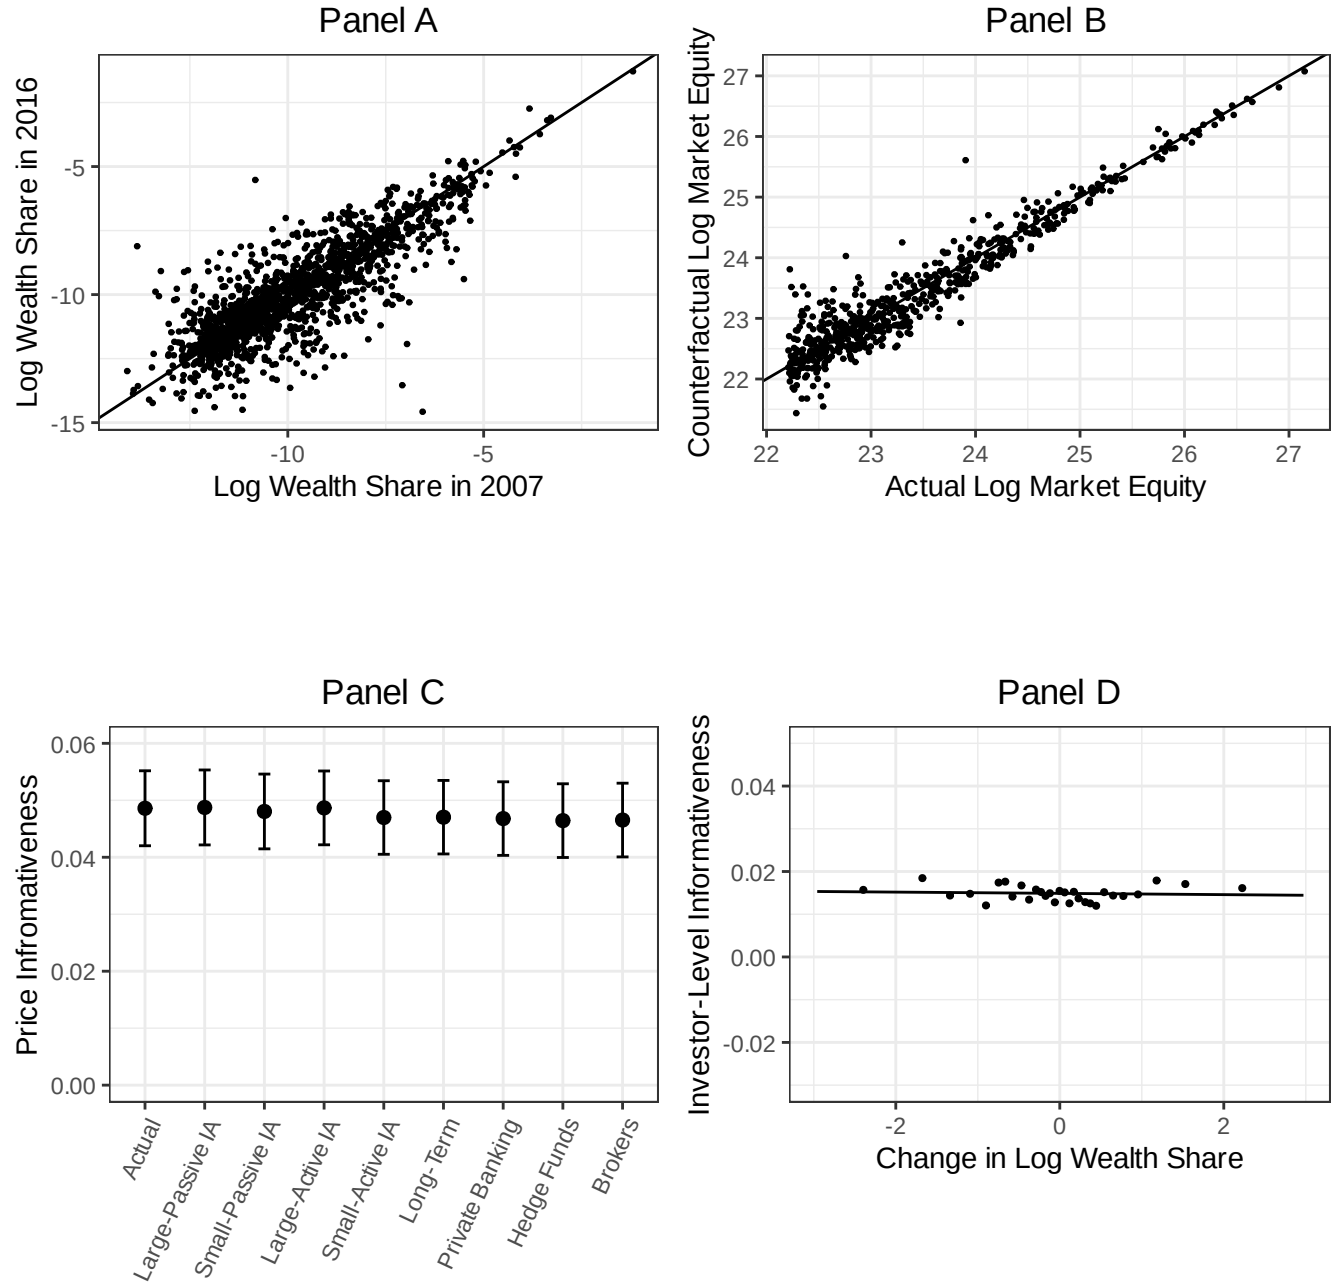 Panel A
Log Wealth Share in 2016
-5
-10
-15
-10
-5
Log Wealth Share in 2007
Panel B
Counterfactual Log Market Equity
27
26
25
24
23
22
22
23
24
25
26
27
Actual Log Market Equity
Panel C
Price Infromativeness
0.06
0.04
0.02
0.00
Actual
Large-Passive IA
Small-Passive IA
Large-Active IA
Small-Active IA
Long-Term
Private Banking
Hedge Funds
Brokers
Panel D
Investor-Level Informativeness
0.04
0.02
0.00
-0.02
-2
0
2
Change in Log Wealth Share